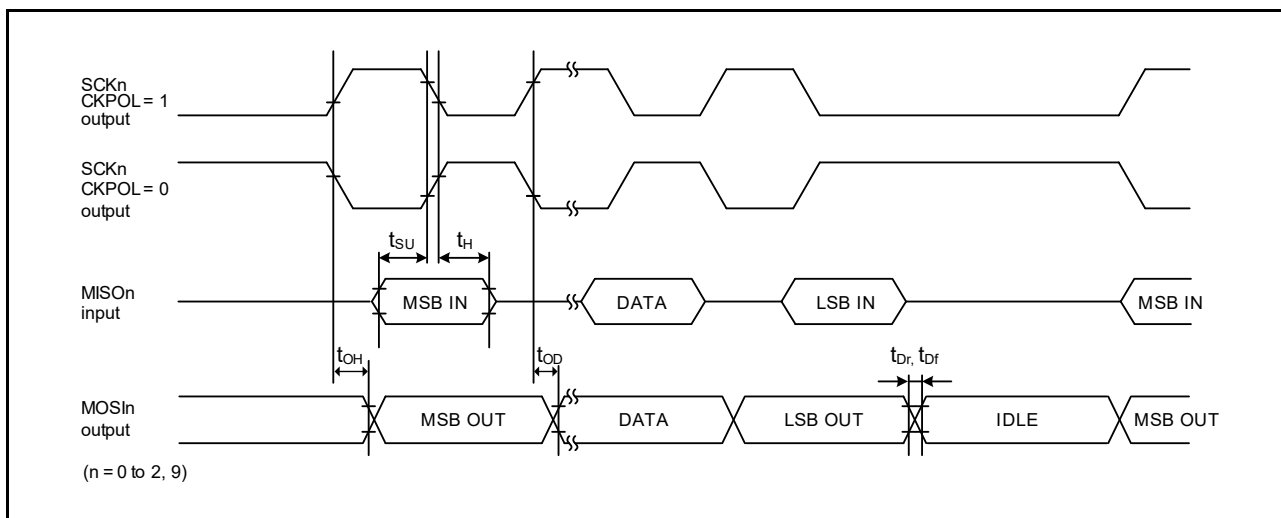 SCKn
CKPOL = 1
output
SCKn
CKPOL = 0
output
tSU
tH
MISOn
input
MSB IN
DATA
LSB IN
MSB IN
tOH
tOD
tDr, tDf
MOSIn
output
MSB OUT
DATA
LSB OUT
IDLE
MSB OUT
(n = 0 to 2, 9)